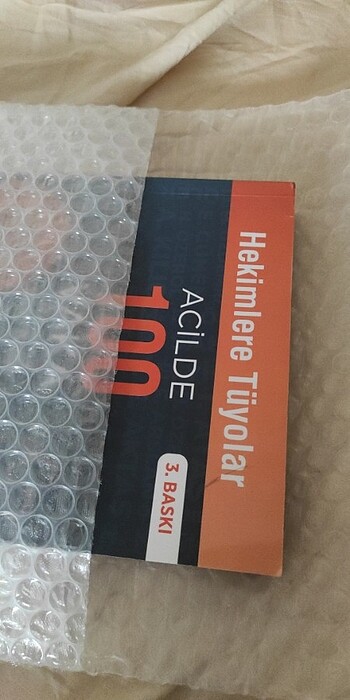 Hekimlere Tüyolar
ACİLDE
3. BASKI
100